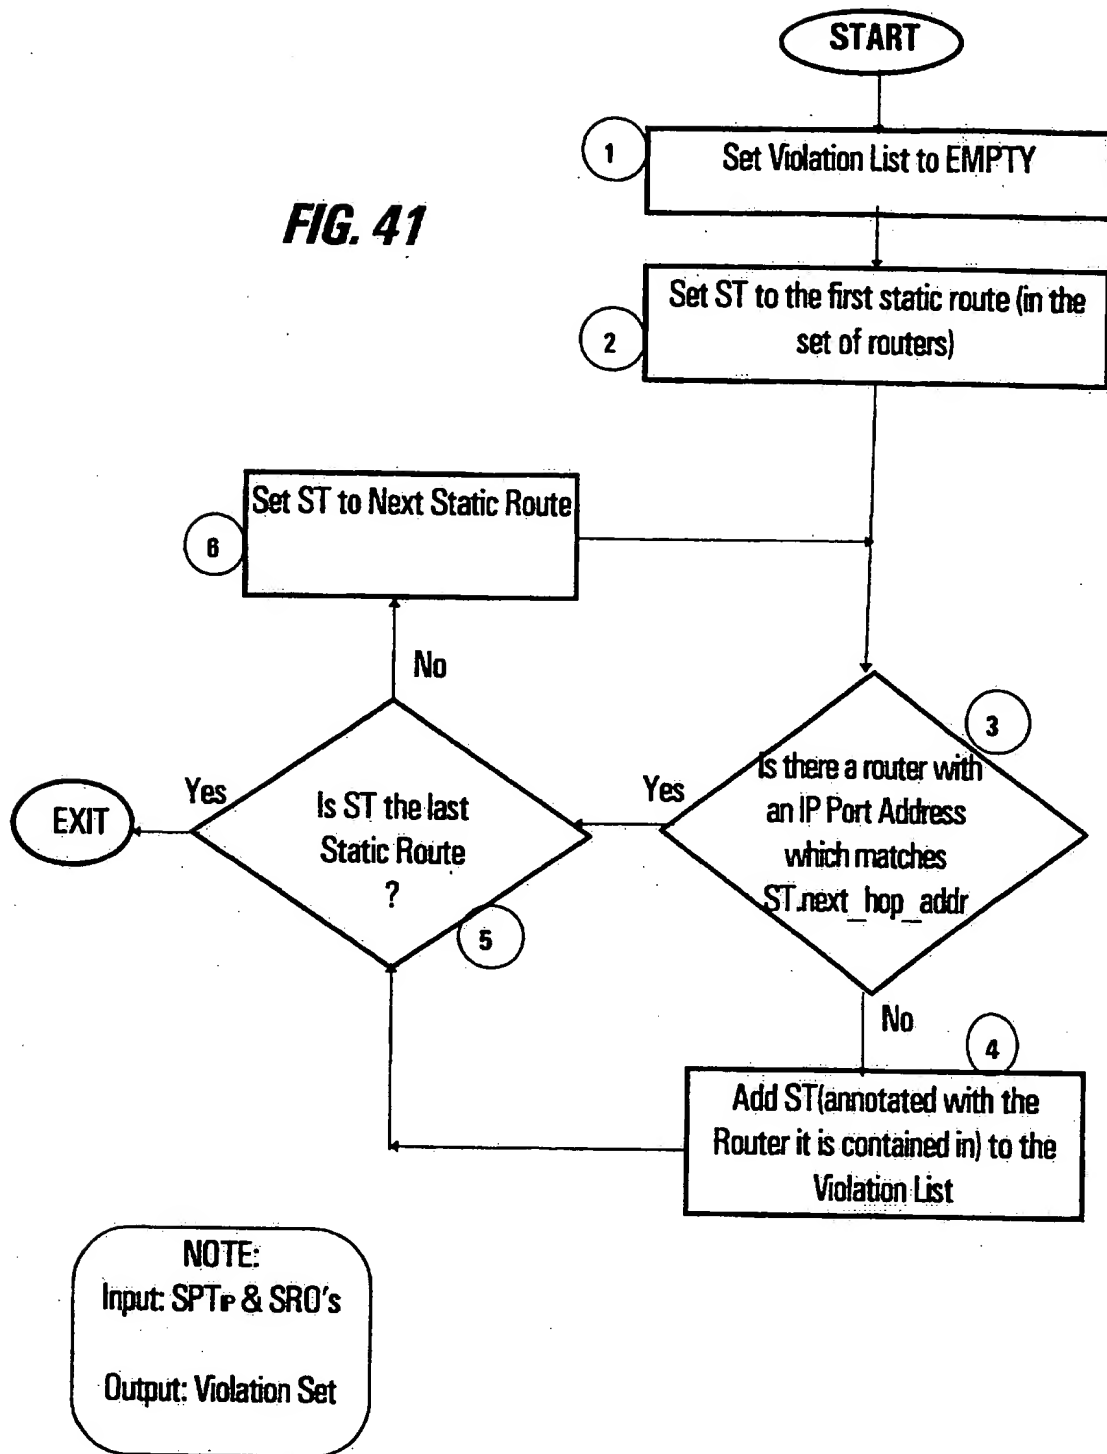 START
1
Set Violation List to EMPTY
FIG. 41
Set ST to the first static route (in the
2
set of routers)
Set ST to Next Static Route
6
No
3
Is there a router with
an IP Port Address
which matches
ST.next_hop_addr
Yes
Yes
EXIT
Is ST the last
Static Route
?
5
No
4
Add ST(annotated with the
Router it is contained in) to the
Violation List
NOTE:
Input: SPTIP & SRO's
Output: Violation Set